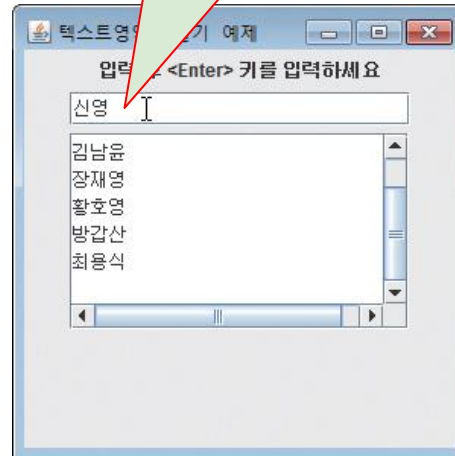 텍스트영 기 예제
입력 <Enter> 키를 입력하세요
신영
김남윤
장재영
황호영
방갑산
최용식